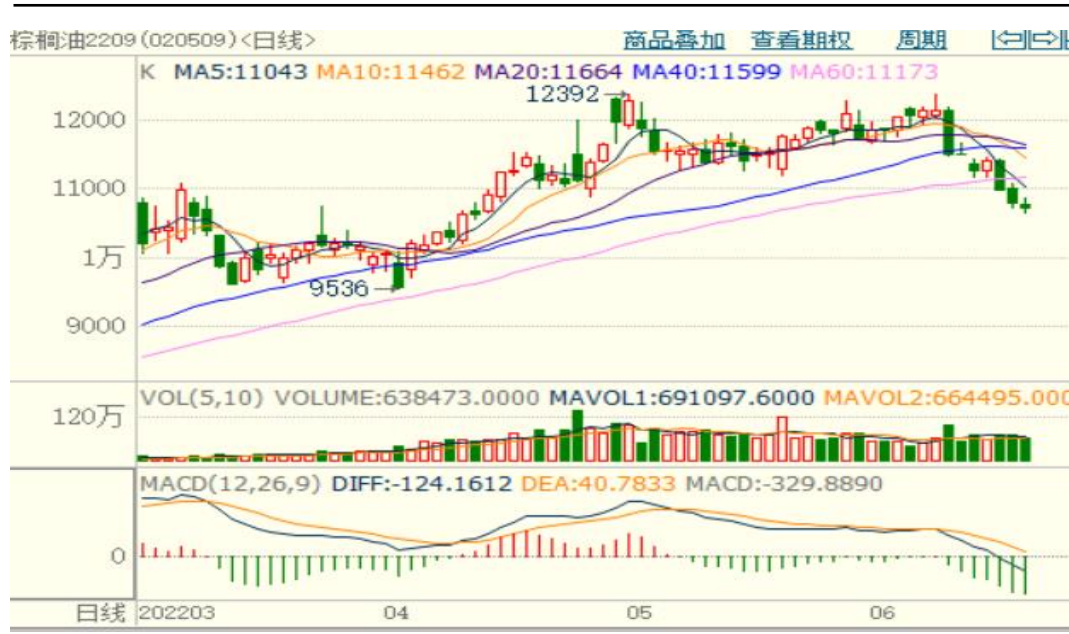 棕榈油2209(020509)<日线> 商品叠加 查看期权 周期
K MA5:11043 MA10:11462 MA20:11664 MA40:11599 MA60:11173
12392
12000
11000
1万
9536
9000
VOL(5,10) VOLUME:638473.0000 MAVOL1:691097.6000 MAVOL2:664495.000
120万
MACD(12,26,9) DIFF:-124.1612 DEA:40.7833 MACD:-329.8890
0
日线 202203 04 05 06